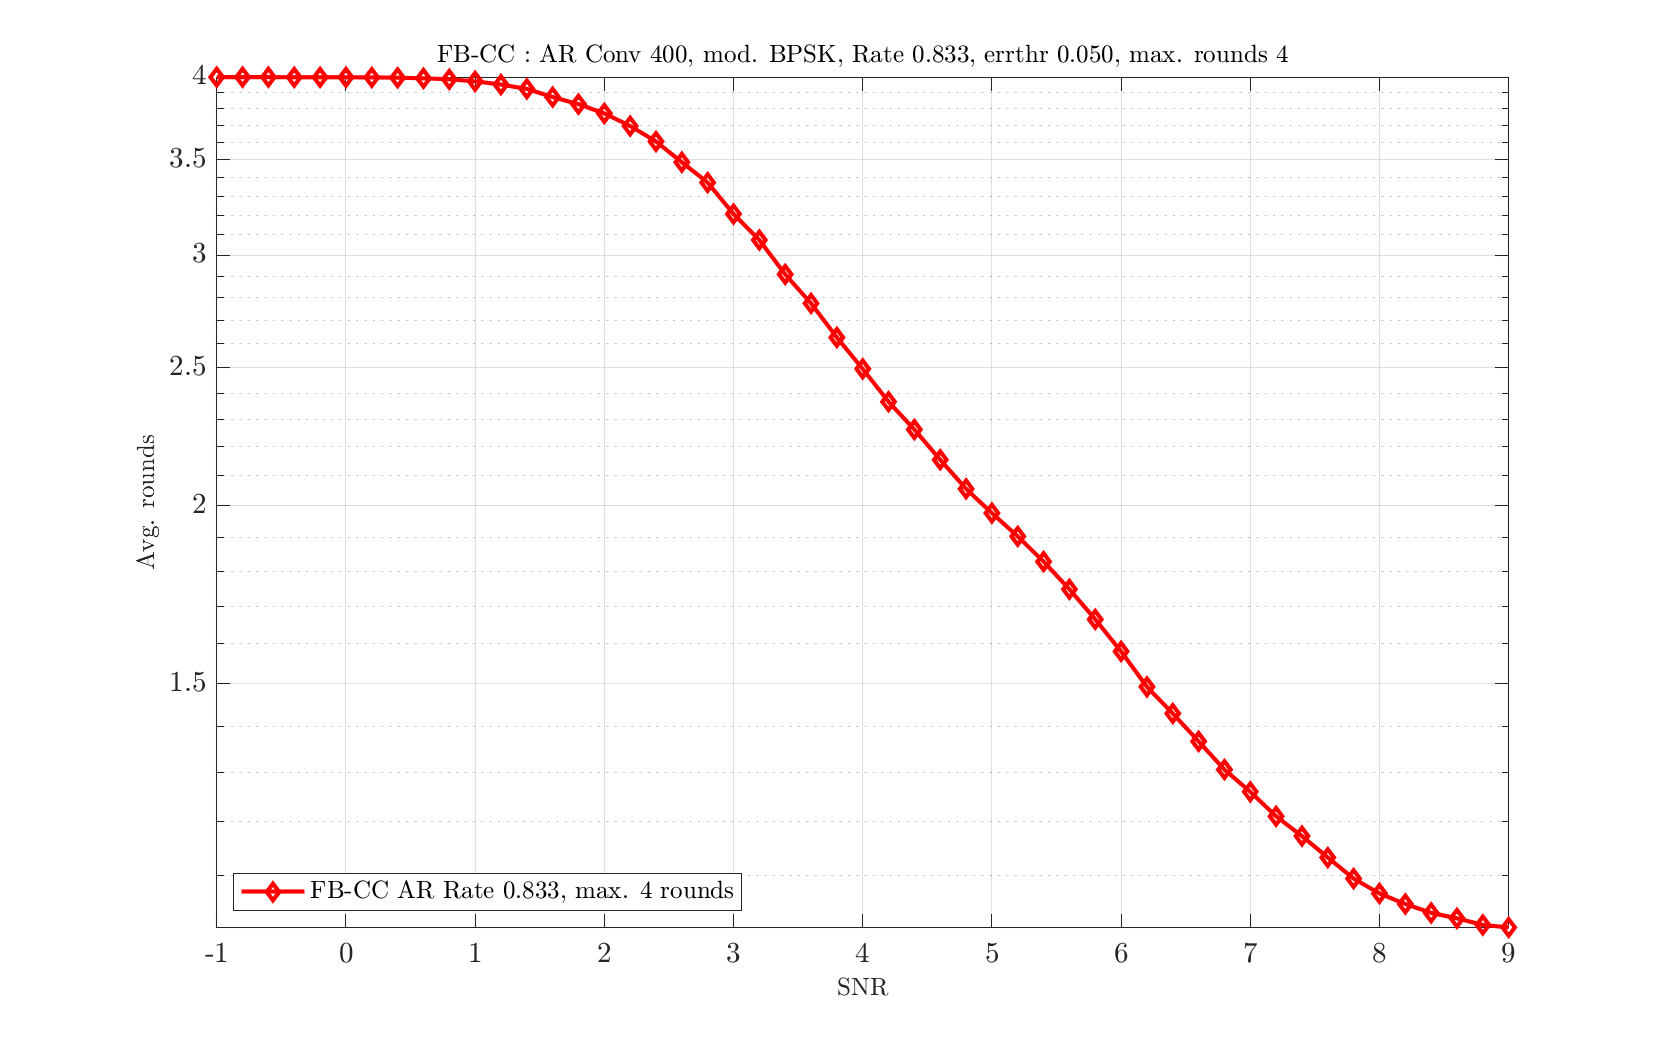 FB-CC : AR Conv 400, mod. BPSK, Rate 0.833, errthr 0.050, max. rounds 4
4
3.5
3
2.5
2
1.5
Avg. rounds
FB-CC AR Rate 0.833, max. 4 rounds
-1 0 1 2 3 4 5 6 7 8 9
SNR